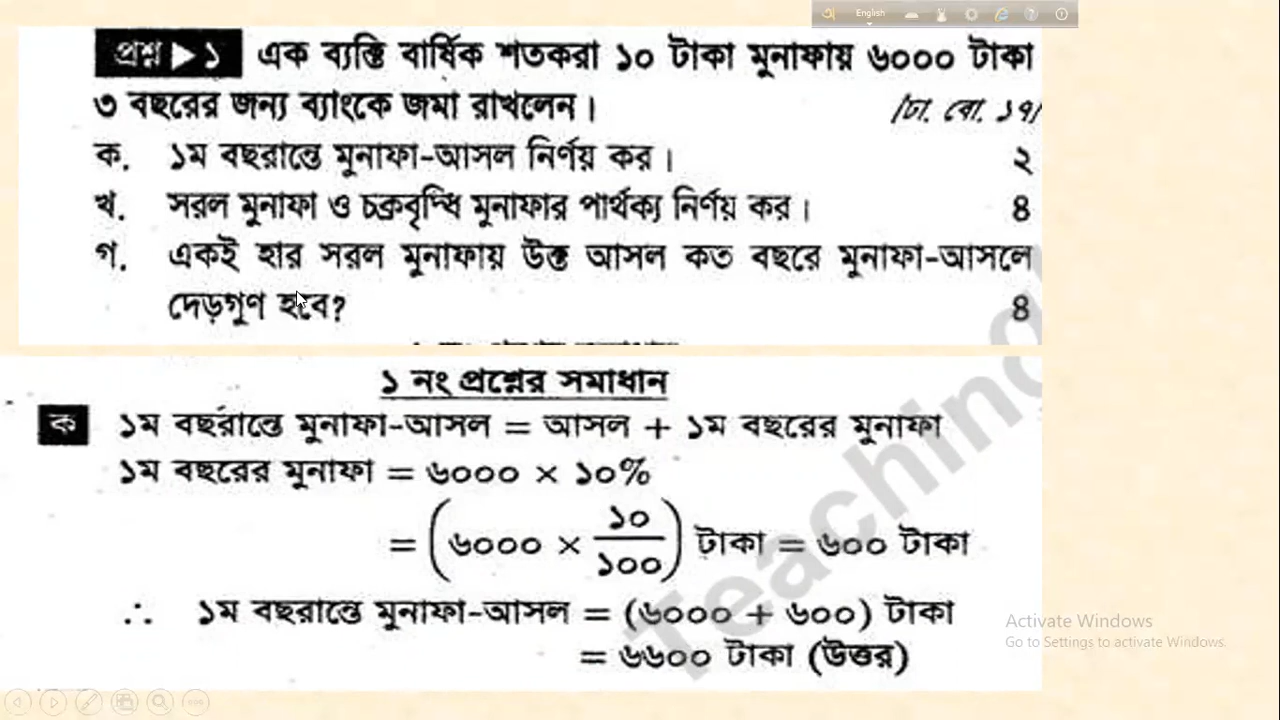 English
প্রশ্ন ▶ ১ এক ব্যক্তি বার্ষিক শতকরা ১০ টাকা মুনাফায় ৬০০০ টাকা
৩ বছরের জন্য ব্যাংকে জমা রাখলেন। [ঢা. বো. ১৭]
ক. ১ম বছরান্তে মুনাফা-আসল নির্ণয় কর। ২
খ. সরল মুনাফা ও চক্রবৃদ্ধি মুনাফার পার্থক্য নির্ণয় কর। ৪
গ. একই হার সরল মুনাফায় উক্ত আসল কত বছরে মুনাফা-আসলে
দেড়গুণ হবে? ৪
১ নং প্রশ্নের সমাধান
ক ১ম বছরান্তে মুনাফা-আসল = আসল + ১ম বছরের মুনাফা
১ম বছরের মুনাফা = ৬০০০ × ১০%
= (৬০০০ × ১০/১০০) টাকা = ৬০০ টাকা
∴ ১ম বছরান্তে মুনাফা-আসল = (৬০০০ + ৬০০) টাকা
= ৬৬০০ টাকা (উত্তর)
Teaching
Activate Windows
Go to Settings to activate Windows.